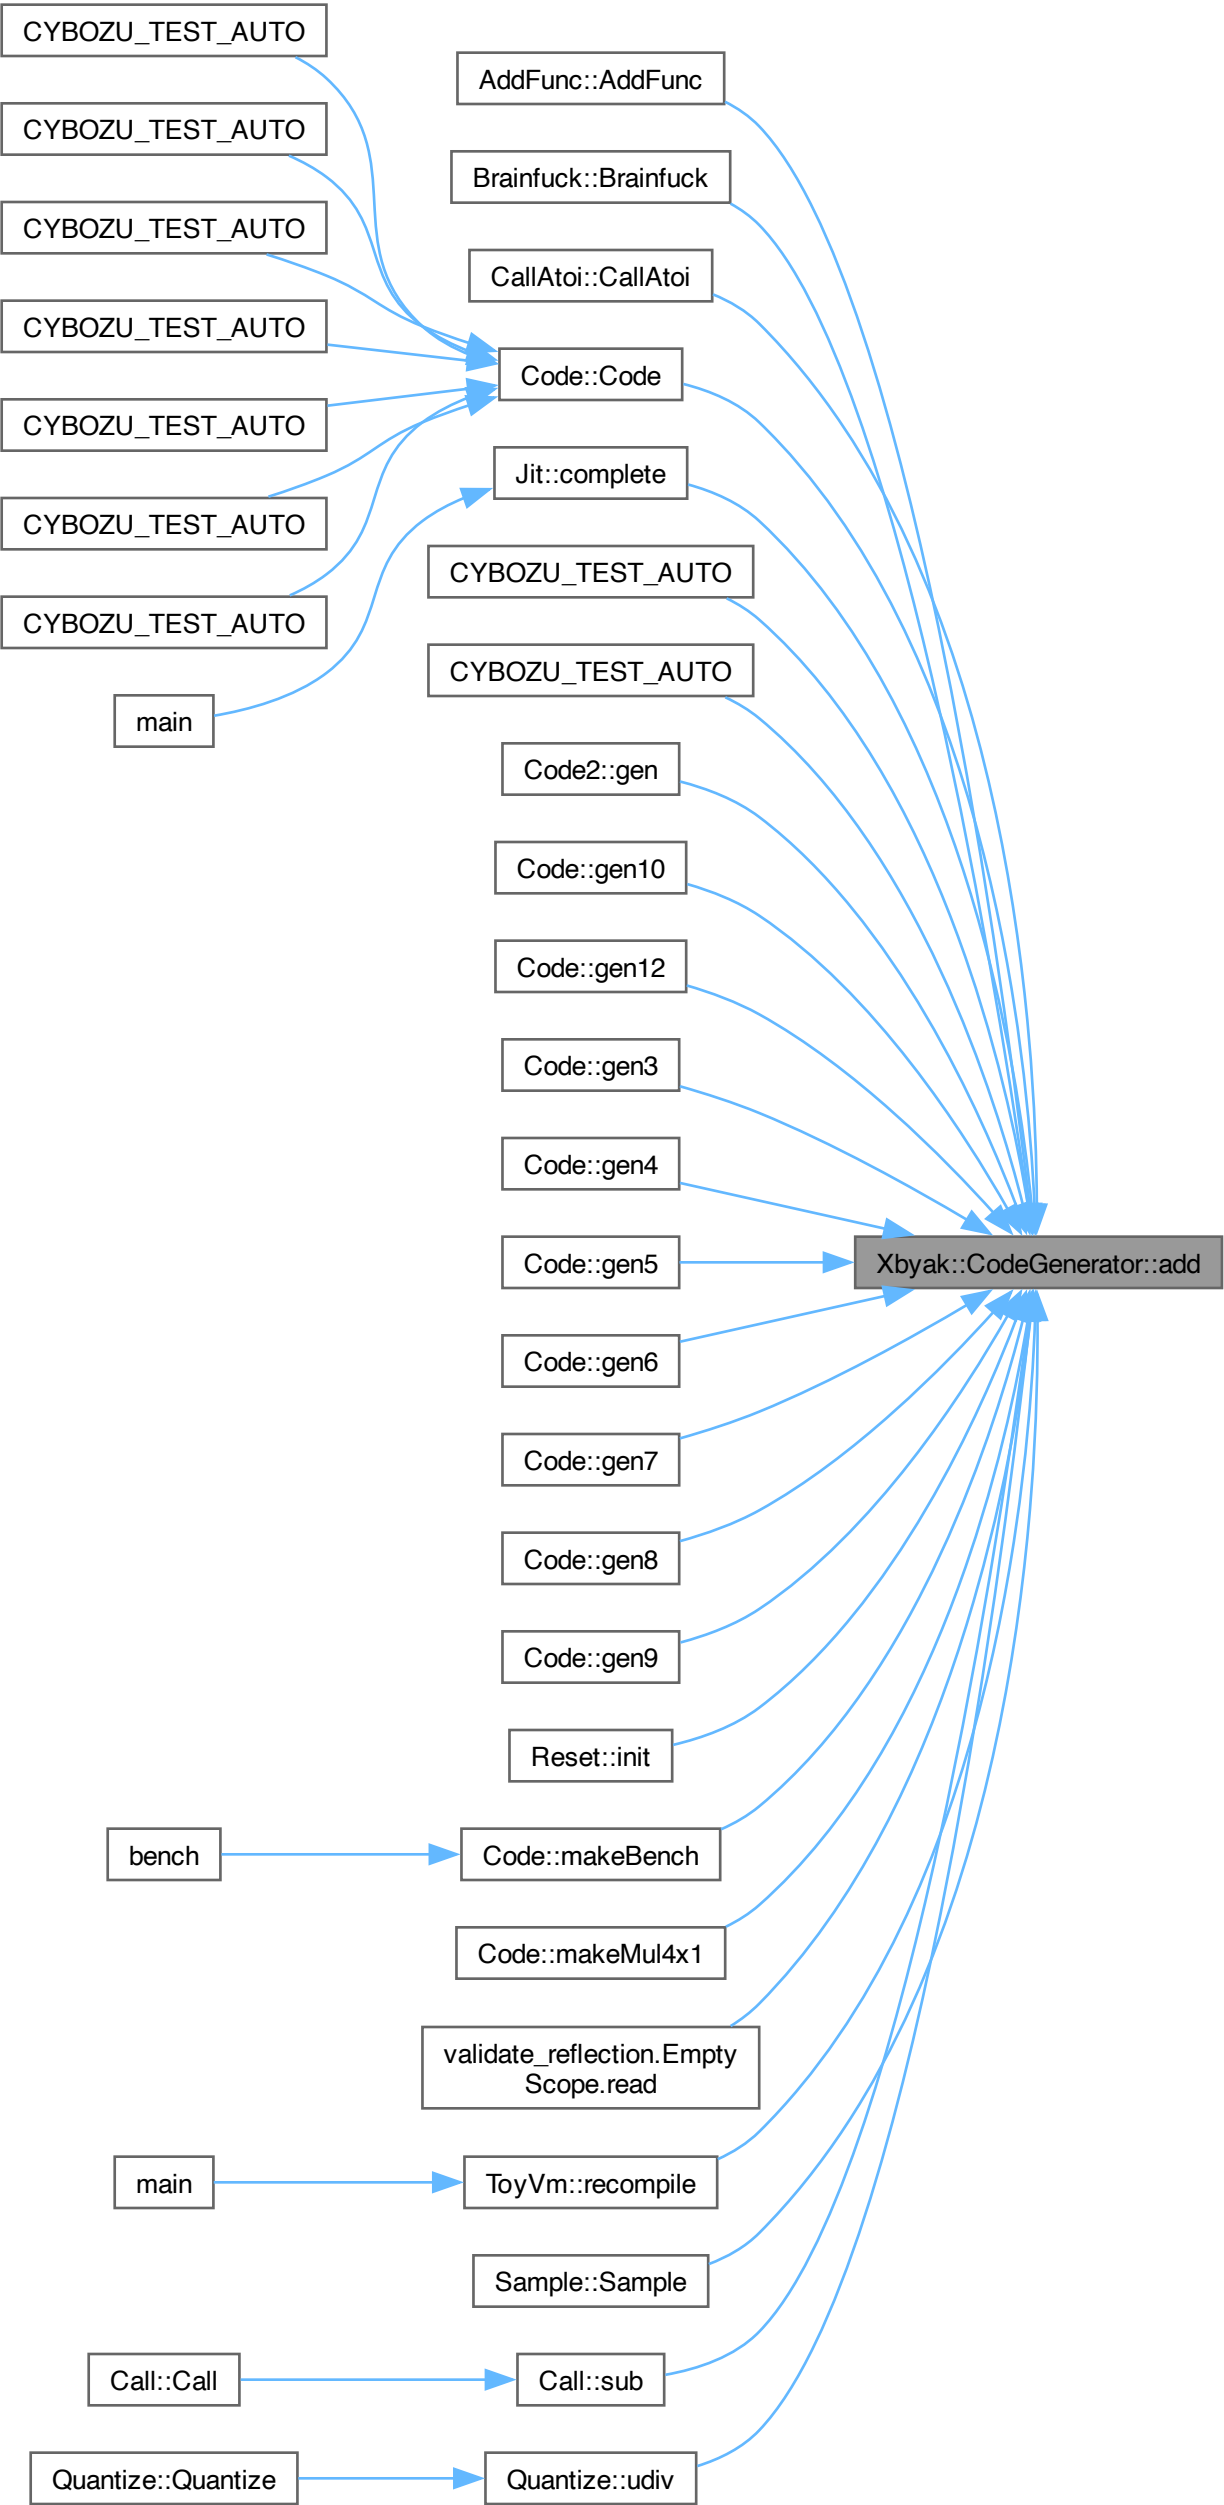 CYBOZU_TEST_AUTO
CYBOZU_TEST_AUTO
CYBOZU_TEST_AUTO
CYBOZU_TEST_AUTO
CYBOZU_TEST_AUTO
CYBOZU_TEST_AUTO
CYBOZU_TEST_AUTO
main
bench
main
Call::Call
Quantize::Quantize
AddFunc::AddFunc
Brainfuck::Brainfuck
CallAtoi::CallAtoi
Code::Code
Jit::complete
CYBOZU_TEST_AUTO
CYBOZU_TEST_AUTO
Code2::gen
Code::gen10
Code::gen12
Code::gen3
Code::gen4
Code::gen5
Code::gen6
Code::gen7
Code::gen8
Code::gen9
Reset::init
Code::makeBench
Code::makeMul4x1
validate_reflection.Empty
Scope.read
ToyVm::recompile
Sample::Sample
Call::sub
Quantize::udiv
Xbyak::CodeGenerator::add